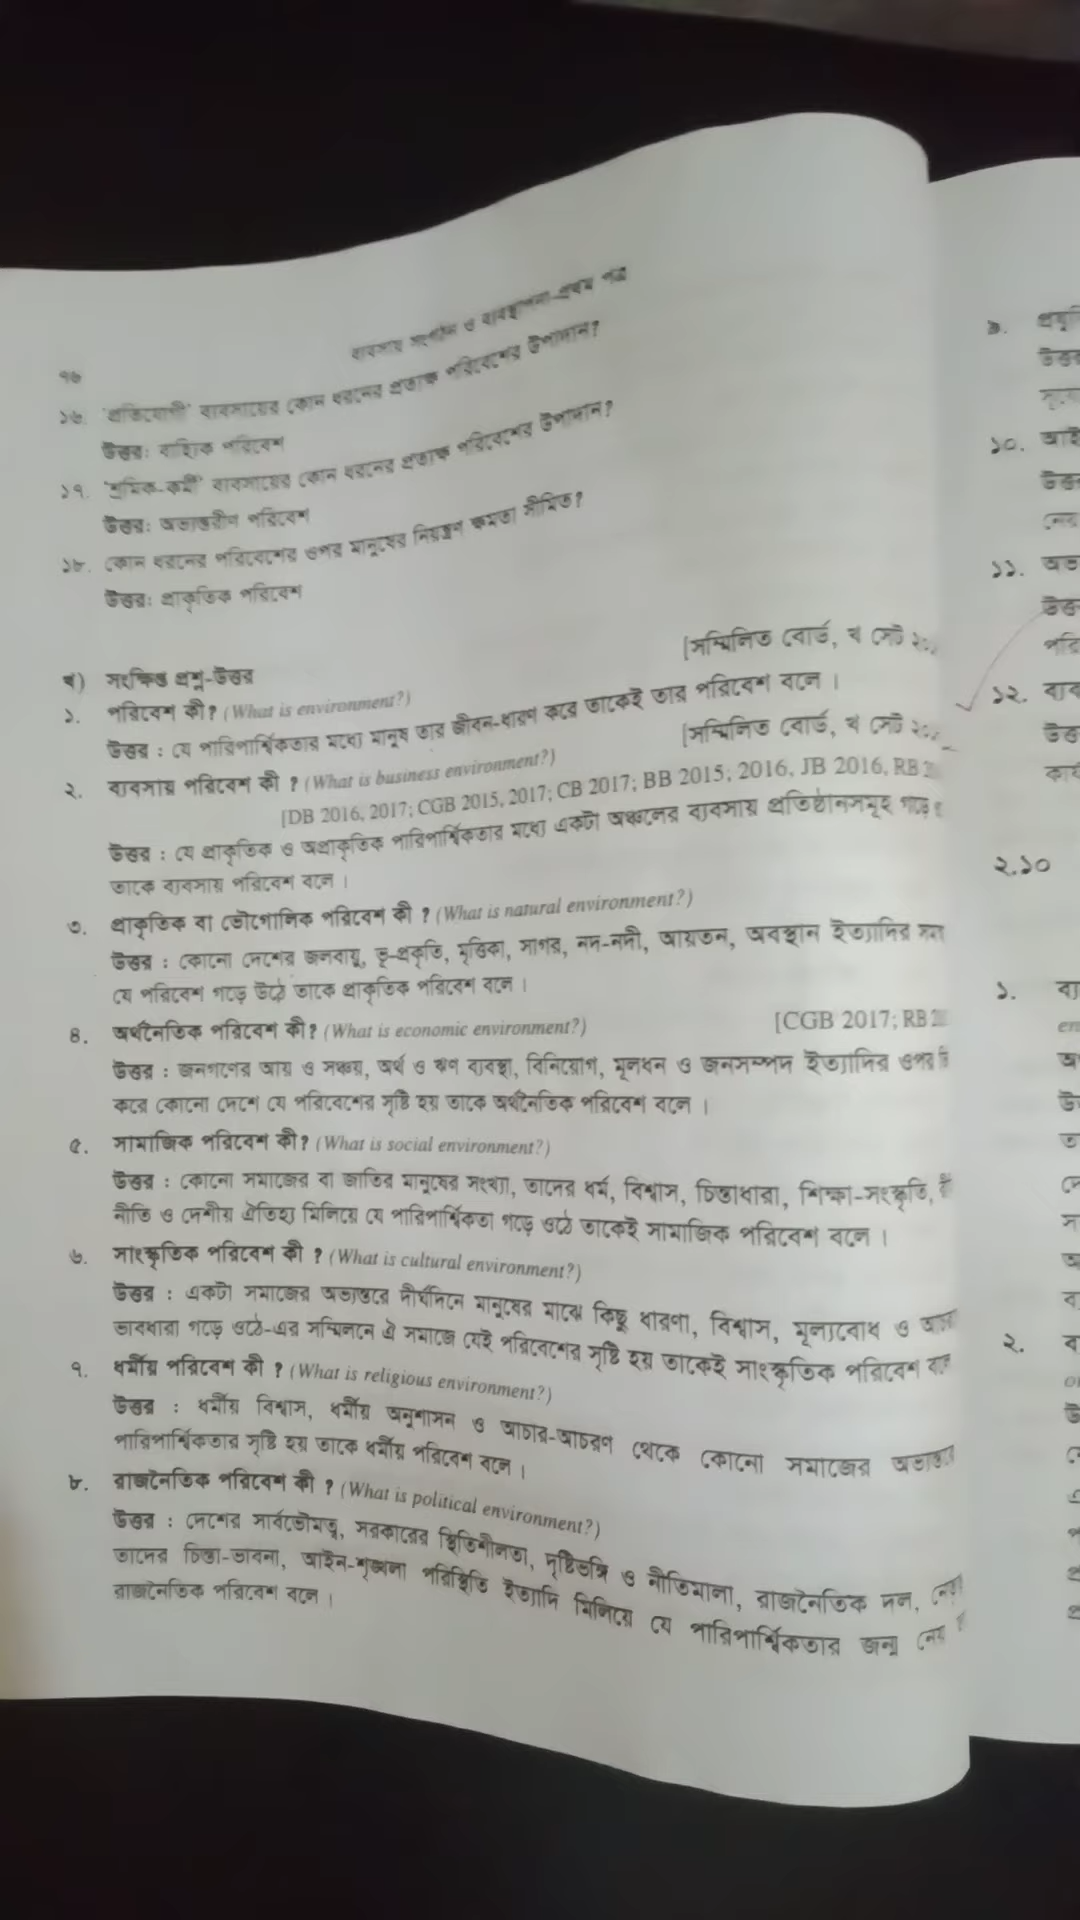 ব্যবসায় সংগঠন ও ব্যবস্থাপনা-প্রথম পত্র
৭৬
১৬. 'প্রতিযোগী' ব্যবসায়ের কোন ধরনের প্রত্যক্ষ পরিবেশের উপাদান?
উত্তর: বাহ্যিক পরিবেশ
১৭. 'শ্রমিক-কর্মী' ব্যবসায়ের কোন ধরনের প্রত্যক্ষ পরিবেশের উপাদান?
উত্তর: অভ্যন্তরীণ পরিবেশ
১৮. কোন ধরনের পরিবেশের ওপর মানুষের নিয়ন্ত্রণ ক্ষমতা সীমিত?
উত্তর: প্রাকৃতিক পরিবেশ
খ) সংক্ষিপ্ত প্রশ্ন-উত্তর
[সম্মিলিত বোর্ড, খ সেট
১. পরিবেশ কী? (What is environment?)
উত্তর : যে পারিপার্শ্বিকতার মধ্যে মানুষ তার জীবন-ধারণ করে তাকেই তার পরিবেশ বলে ।
[সম্মিলিত বোর্ড, খ সেট
২. ব্যবসায় পরিবেশ কী ? (What is business environment?)
[DB 2016, 2017; CGB 2015, 2017; CB 2017; BB 2015; 2016, JB 2016, RB
উত্তর : যে প্রাকৃতিক ও অপ্রাকৃতিক পারিপার্শ্বিকতার মধ্যে একটা অঞ্চলের ব্যবসায় প্রতিষ্ঠানসমূহ গড়ে
তাকে ব্যবসায় পরিবেশ বলে ।
৩. প্রাকৃতিক বা ভৌগোলিক পরিবেশ কী ? (What is natural environment?)
উত্তর : কোনো দেশের জলবায়ু, ভূ-প্রকৃতি, মৃত্তিকা, সাগর, নদ-নদী, আয়তন, অবস্থান ইত্যাদির
যে পরিবেশ গড়ে উঠে তাকে প্রাকৃতিক পরিবেশ বলে ।
৪. অর্থনৈতিক পরিবেশ কী? (What is economic environment?) [CGB 2017; RB
উত্তর : জনগণের আয় ও সঞ্চয়, অর্থ ও ঋণ ব্যবস্থা, বিনিয়োগ, মূলধন ও জনসম্পদ ইত্যাদির ওপর
করে কোনো দেশে যে পরিবেশের সৃষ্টি হয় তাকে অর্থনৈতিক পরিবেশ বলে ।
৫. সামাজিক পরিবেশ কী? (What is social environment?)
উত্তর : কোনো সমাজের বা জাতির মানুষের সংখ্যা, তাদের ধর্ম, বিশ্বাস, চিন্তাধারা, শিক্ষা-সংস্কৃতি,
নীতি ও দেশীয় ঐতিহ্য মিলিয়ে যে পারিপার্শ্বিকতা গড়ে ওঠে তাকেই সামাজিক পরিবেশ বলে ।
৬. সাংস্কৃতিক পরিবেশ কী ? (What is cultural environment?)
উত্তর : একটা সমাজের অভ্যন্তরে দীর্ঘদিনে মানুষের মাঝে কিছু ধারণা, বিশ্বাস, মূল্যবোধ ও
ভাবধারা গড়ে ওঠে-এর সম্মিলনে ঐ সমাজে যেই পরিবেশের সৃষ্টি হয় তাকেই সাংস্কৃতিক পরিবেশ
৭. ধর্মীয় পরিবেশ কী ? (What is religious environment?)
উত্তর : ধর্মীয় বিশ্বাস, ধর্মীয় অনুশাসন ও আচার-আচরণ থেকে কোনো সমাজের
পারিপার্শ্বিকতার সৃষ্টি হয় তাকে ধর্মীয় পরিবেশ বলে ।
৮. রাজনৈতিক পরিবেশ কী ? (What is political environment?)
উত্তর : দেশের সার্বভৌমত্ব, সরকারের স্থিতিশীলতা, দৃষ্টিভঙ্গি ও নীতিমালা, রাজনৈতিক দল,
তাদের চিন্তা-ভাবনা, আইন-শৃঙ্খলা পরিস্থিতি ইত্যাদি মিলিয়ে যে পারিপার্শ্বিকতার জন্ম নেয়
রাজনৈতিক পরিবেশ বলে ।
৯.
১০.
১১.
১২.
২.১০
১.
২.